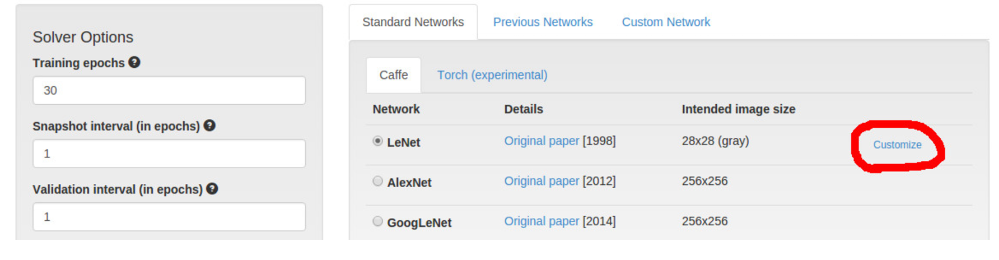 Solver Options
Training epochs ?
30
Snapshot interval (in epochs) ?
1
Validation interval (in epochs) ?
1
Standard Networks Previous Networks Custom Network
Caffe Torch (experimental)
Network Details Intended image size
LeNet Original paper [1998] 28x28 (gray) Customize
AlexNet Original paper [2012] 256x256
GoogLeNet Original paper [2014] 256x256